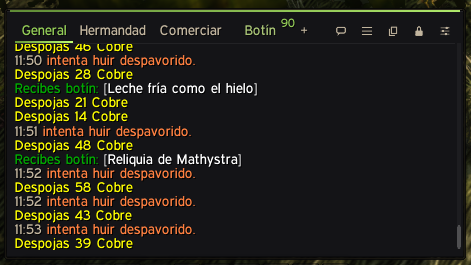 General Hermandad Comerciar Botín 90 +
Despojas 46 Cobre
11:50 intenta huir despavorido.
Despojas 28 Cobre
Recibes botín: [Leche fría como el hielo]
Despojas 21 Cobre
Despojas 14 Cobre
11:51 intenta huir despavorido.
Despojas 48 Cobre
Recibes botín: [Reliquia de Mathystra]
11:52 intenta huir despavorido.
Despojas 58 Cobre
11:52 intenta huir despavorido.
Despojas 43 Cobre
11:53 intenta huir despavorido.
Despojas 39 Cobre